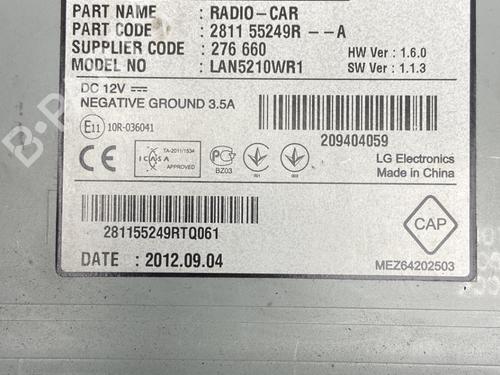 PART NAME : RADIO-CAR
PART CODE : 2811 55249R --A
SUPPLIER CODE : 276 660
HW Ver : 1.6.0
MODEL NO : LAN5210WR1
SW Ver : 1.1.3
DC 12V
NEGATIVE GROUND 3.5A
E11 10R-036041
209404059
CE
TA-2011/1534
ICASA
APPROVED
BZ03
LG Electronics
Made in China
281155249RTQ061
CAP
DATE : 2012.09.04
MEZ64202503